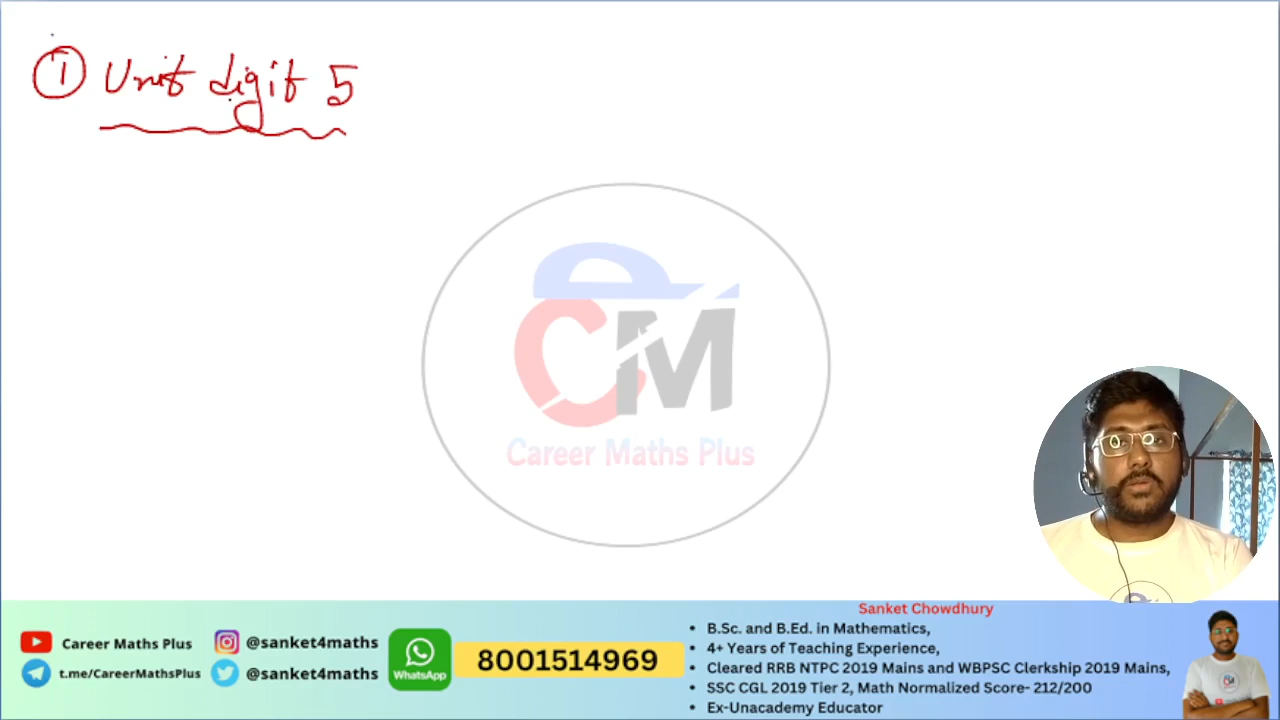 ① Unit digit 5
CM
Career Maths Plus
Sanket Chowdhury
Career Maths Plus
@sanket4maths
t.me/CareerMathsPlus
@sanket4maths
WhatsApp
8001514969
• B.Sc. and B.Ed. in Mathematics,
• 4+ Years of Teaching Experience,
• Cleared RRB NTPC 2019 Mains and WBPSC Clerkship 2019 Mains,
• SSC CGL 2019 Tier 2, Math Normalized Score- 212/200
• Ex-Unacademy Educator